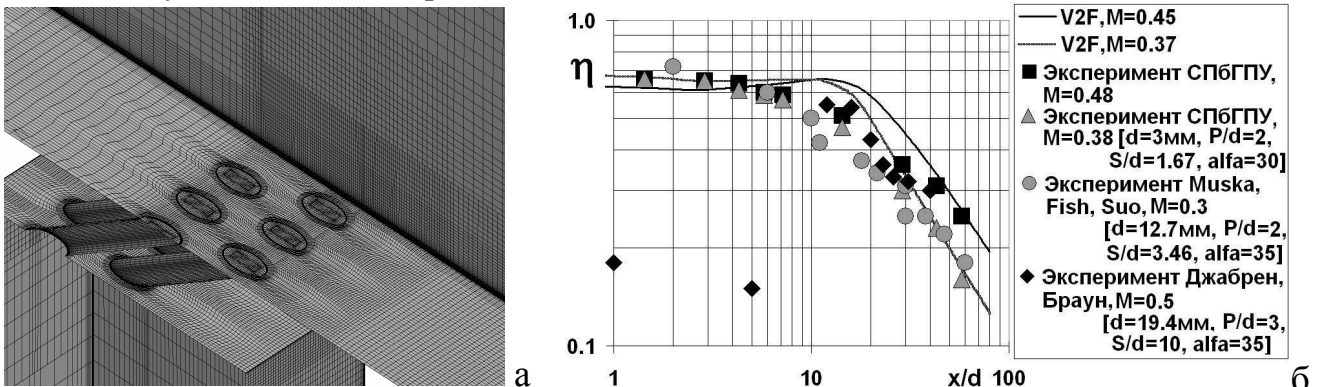 1.0
η
0.1
1
10
x/d
100
V2F,M=0.45
V2F,M=0.37
Эксперимент СПбГПУ,
M=0.48
Эксперимент СПбГПУ,
M=0.38 [d=3мм, P/d=2,
S/d=1.67, alfa=30]
Эксперимент Muska,
Fish, Suo, M=0.3
[d=12.7мм, P/d=2,
S/d=3.46, alfa=35]
Эксперимент Джабрен,
Браун, M=0.5
[d=19.4мм, P/d=3,
S/d=10, alfa=35]
а
б